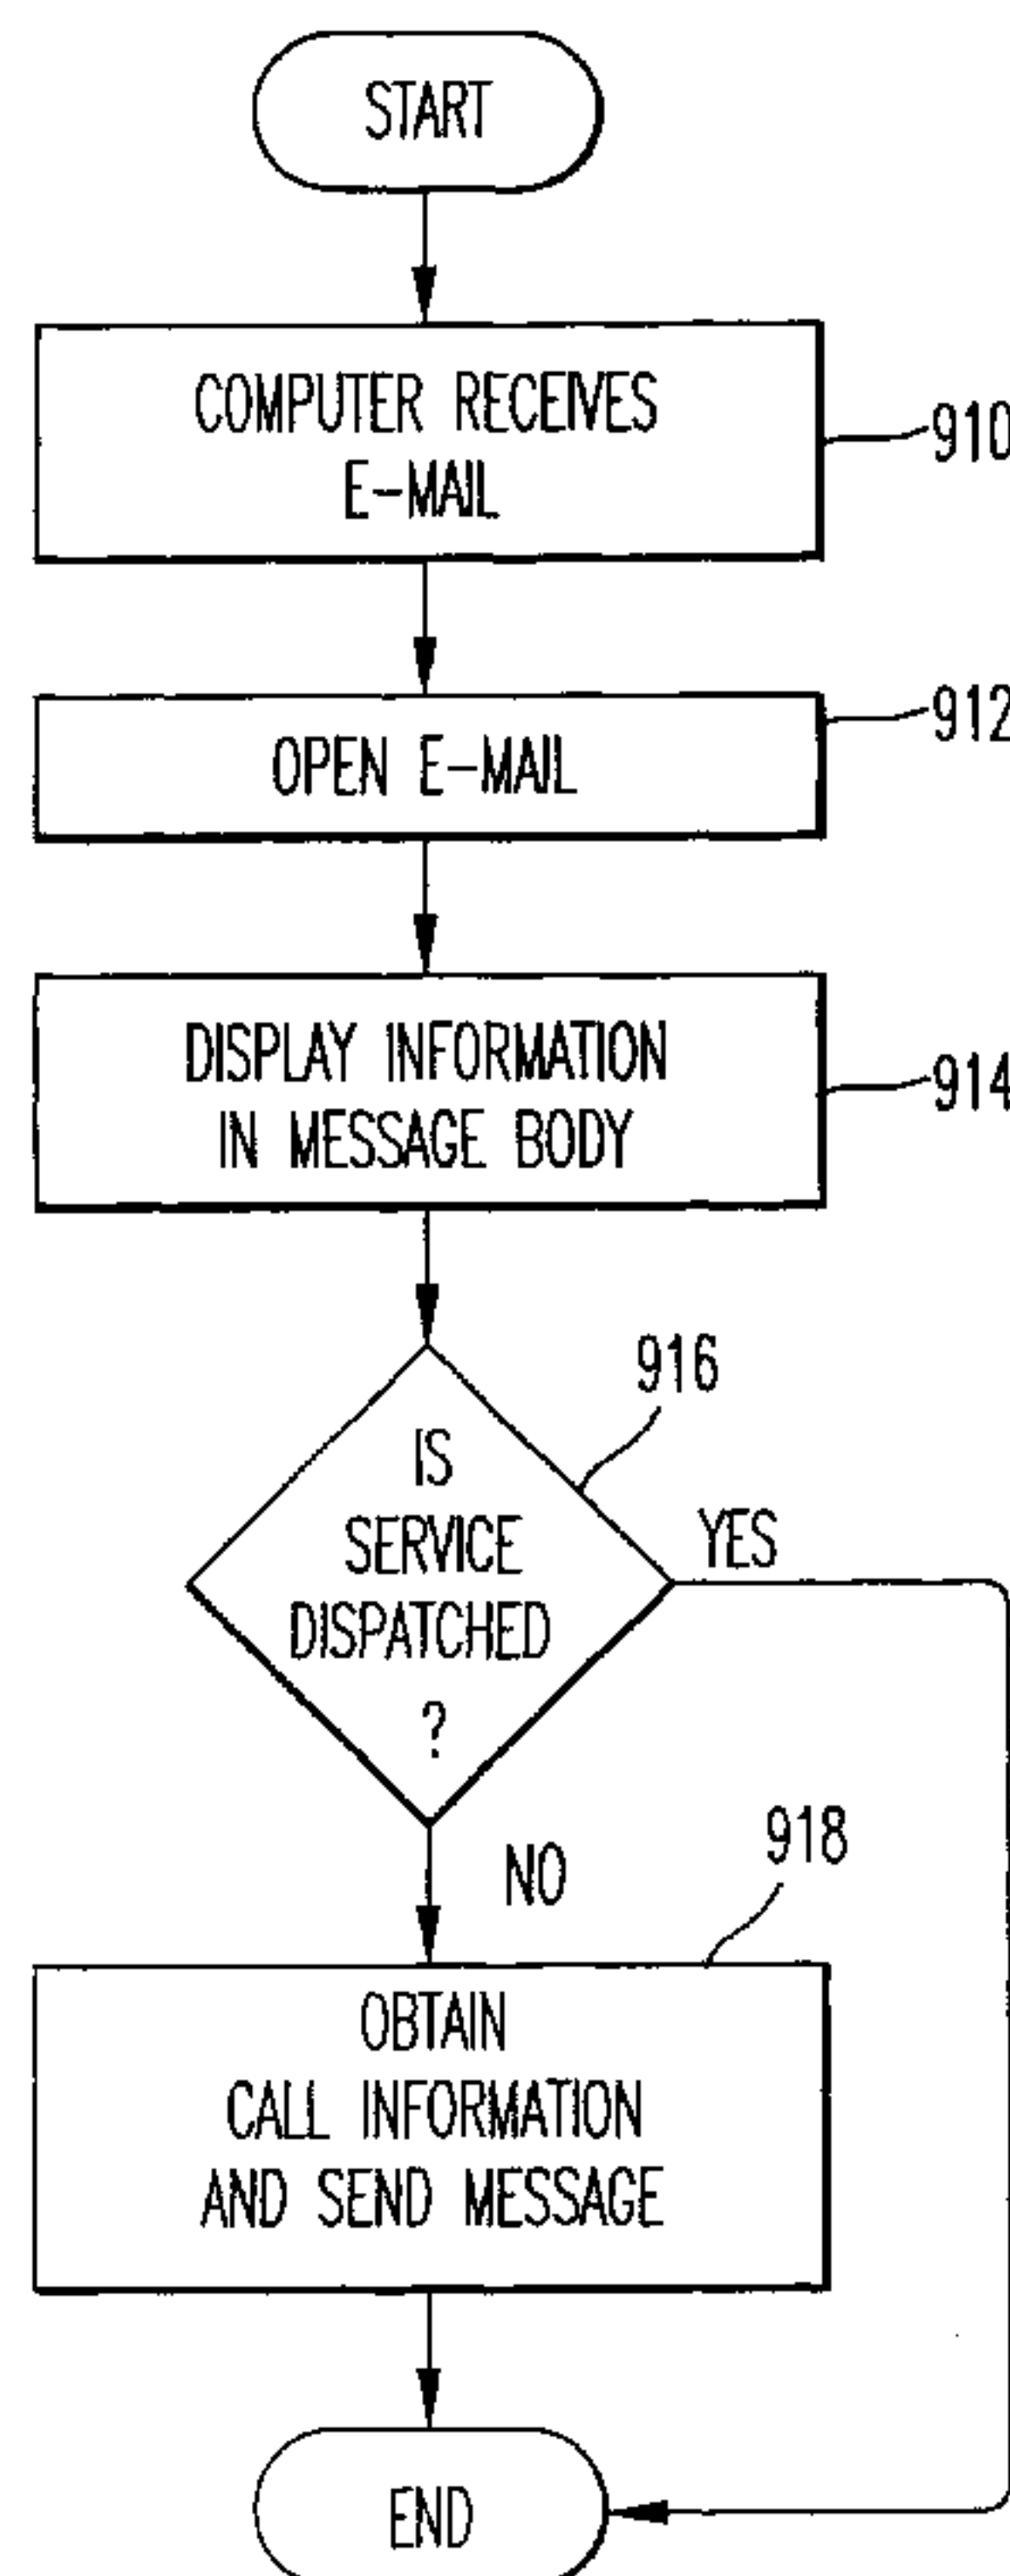 START
COMPUTER RECEIVES
E-MAIL
910
OPEN E-MAIL
912
DISPLAY INFORMATION
IN MESSAGE BODY
914
916
IS
SERVICE
DISPATCHED
?
YES
NO
918
OBTAIN
CALL INFORMATION
AND SEND MESSAGE
END